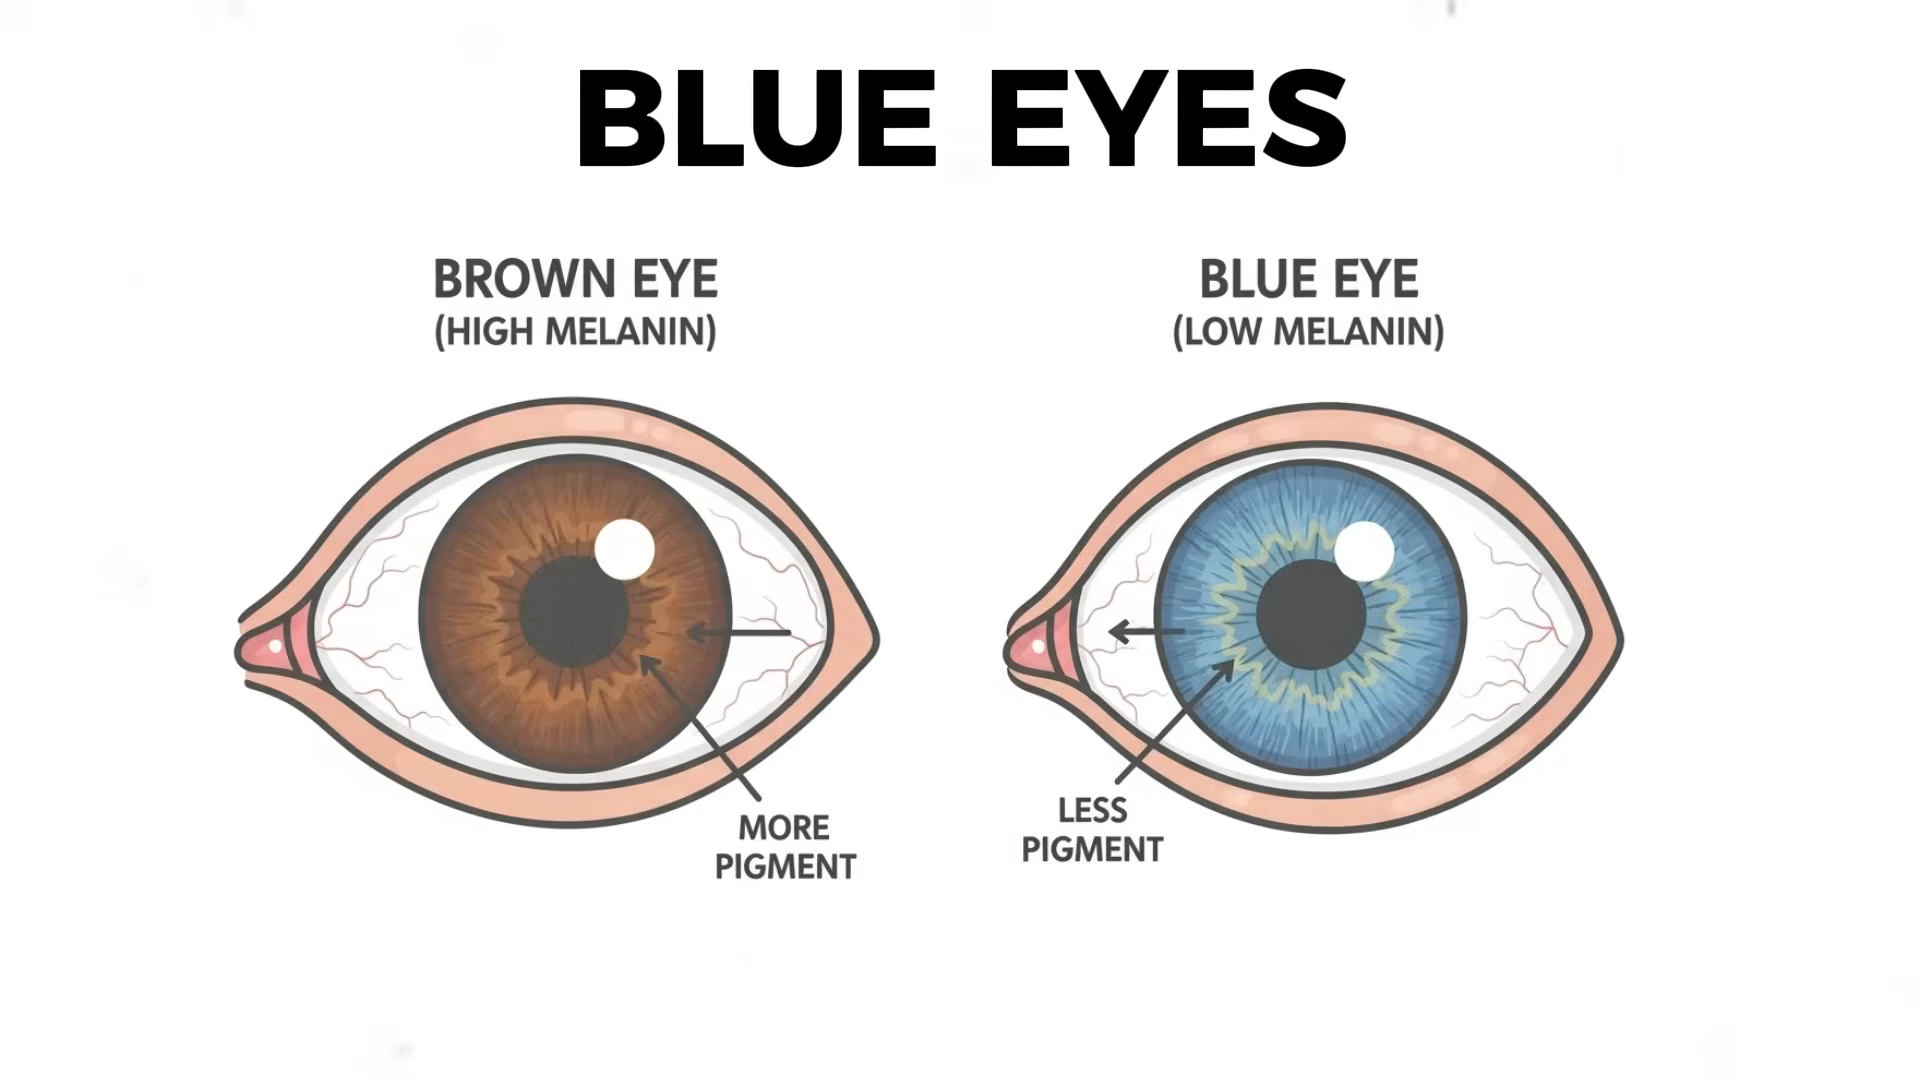 BLUE EYES
BROWN EYE
(HIGH MELANIN)
BLUE EYE
(LOW MELANIN)
MORE
PIGMENT
LESS
PIGMENT